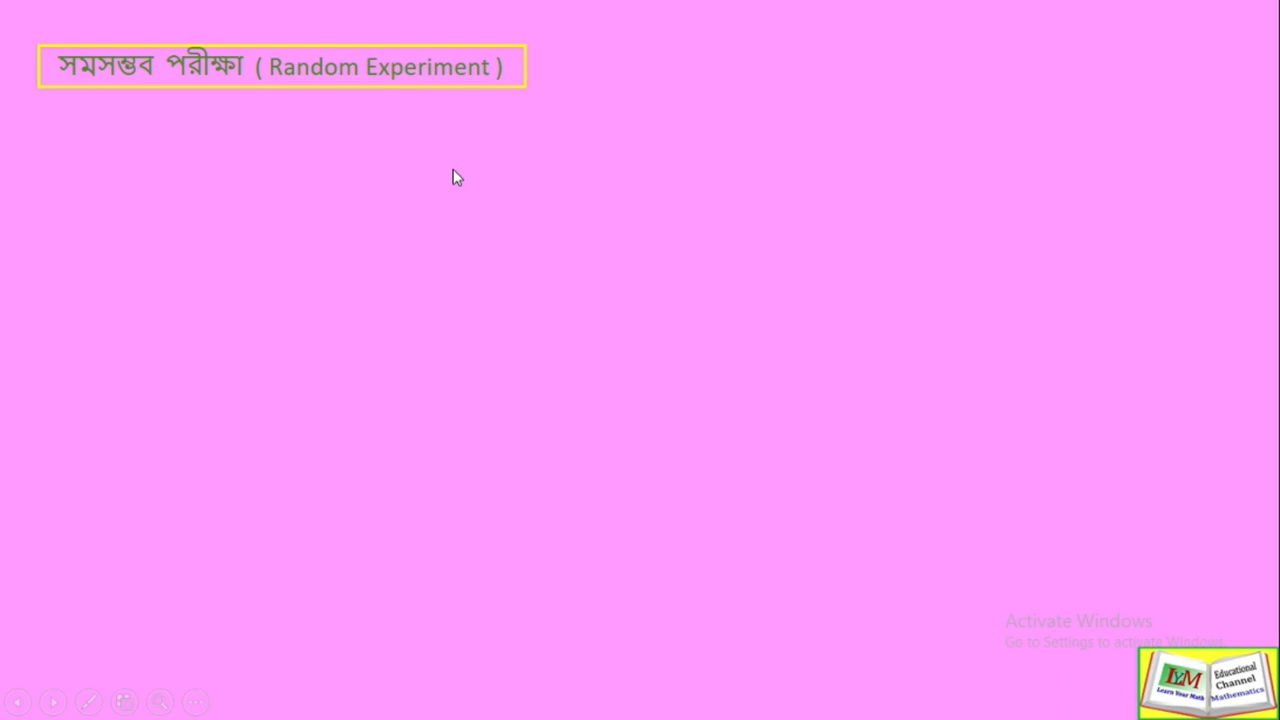 সমসম্ভব পরীক্ষা ( Random Experiment )
Activate Windows
Go to Settings to activate Windows.
LYM
Learn Your Math
Educational
Channel
Mathematics